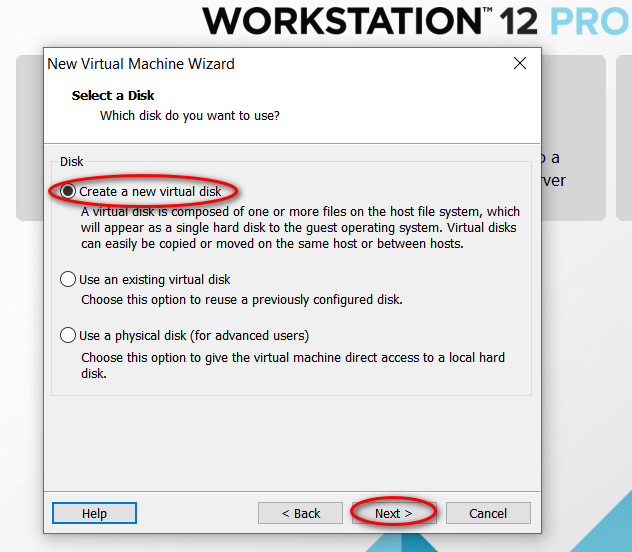 WORKSTATION™ 12 PRO
New Virtual Machine Wizard
Select a Disk
Which disk do you want to use?
Disk
Create a new virtual disk
A virtual disk is composed of one or more files on the host file system, which
will appear as a single hard disk to the guest operating system. Virtual disks
can easily be copied or moved on the same host or between hosts.
Use an existing virtual disk
Choose this option to reuse a previously configured disk.
Use a physical disk (for advanced users)
Choose this option to give the virtual machine direct access to a local hard
disk.
Help
< Back
Next >
Cancel
a